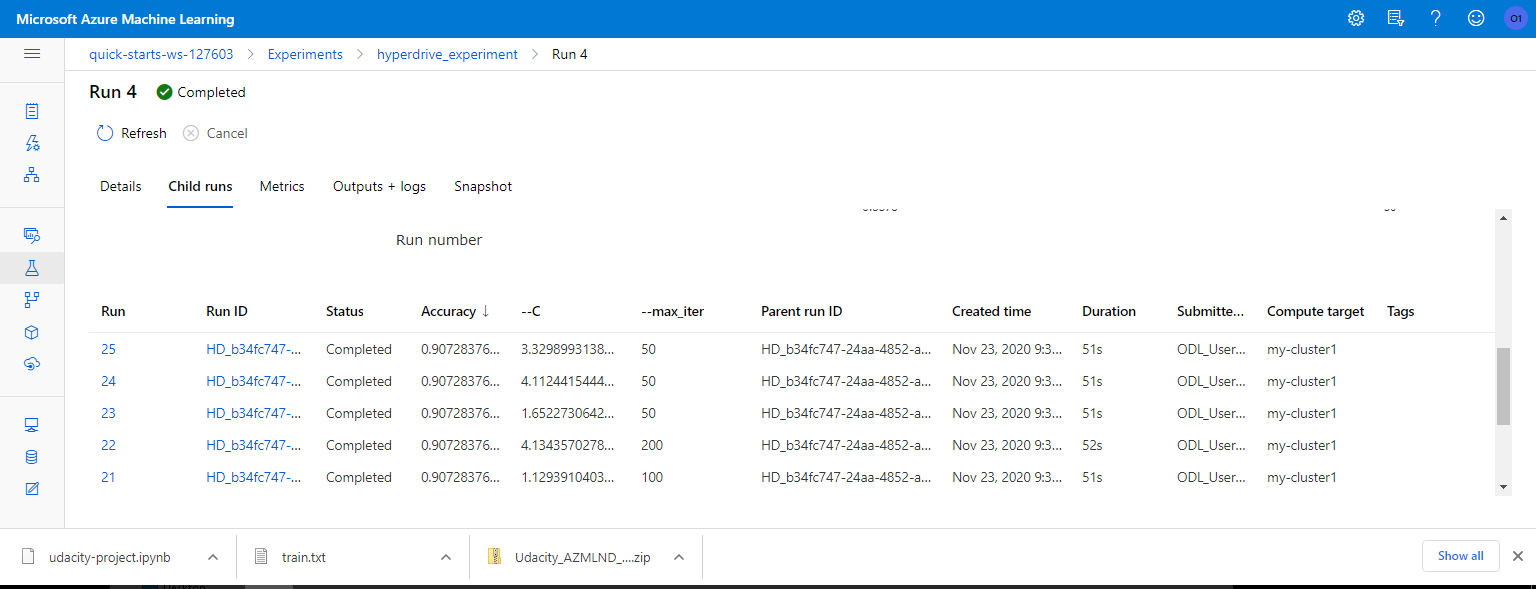 Microsoft Azure Machine Learning
O1
quick-starts-ws-127603 > Experiments > hyperdrive_experiment > Run 4
Run 4 Completed
Refresh Cancel
Details Child runs Metrics Outputs + logs Snapshot
Run number
Run Run ID Status Accuracy ↓ --C --max_iter Parent run ID Created time Duration Submitte... Compute target Tags
25 HD_b34fc747-... Completed 0.90728376... 3.3298993138... 50 HD_b34fc747-24aa-4852-a... Nov 23, 2020 9:3... 51s ODL_User... my-cluster1
24 HD_b34fc747-... Completed 0.90728376... 4.1124415444... 50 HD_b34fc747-24aa-4852-a... Nov 23, 2020 9:3... 51s ODL_User... my-cluster1
23 HD_b34fc747-... Completed 0.90728376... 1.6522730642... 50 HD_b34fc747-24aa-4852-a... Nov 23, 2020 9:3... 51s ODL_User... my-cluster1
22 HD_b34fc747-... Completed 0.90728376... 4.1343570278... 200 HD_b34fc747-24aa-4852-a... Nov 23, 2020 9:3... 52s ODL_User... my-cluster1
21 HD_b34fc747-... Completed 0.90728376... 1.1293910403... 100 HD_b34fc747-24aa-4852-a... Nov 23, 2020 9:3... 51s ODL_User... my-cluster1
udacity-project.ipynb train.txt Udacity_AZMLND_....zip Show all